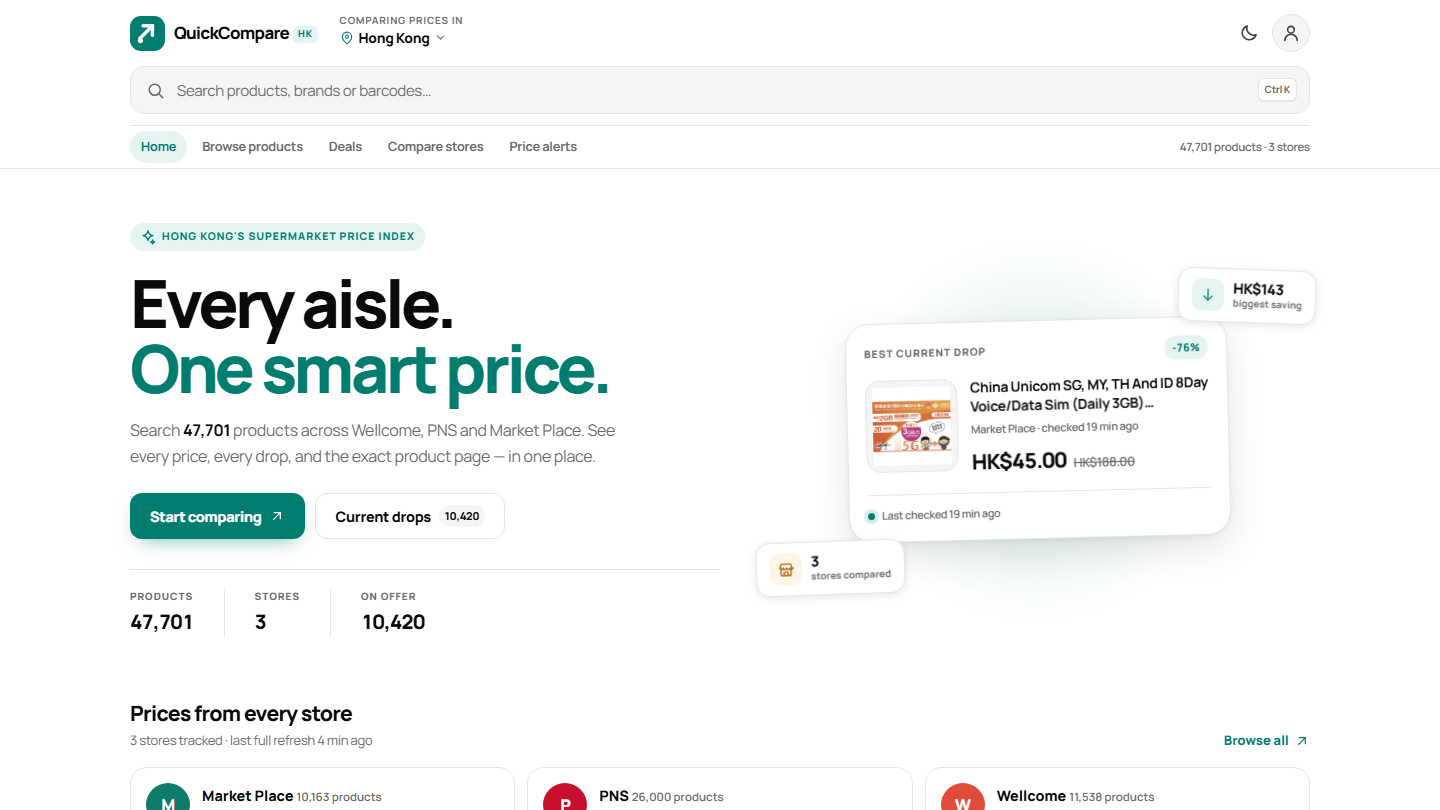 QuickCompare HK
COMPARING PRICES IN
Hong Kong
Search products, brands or barcodes...
Ctrl K
Home
Browse products
Deals
Compare stores
Price alerts
47,701 products · 3 stores
HONG KONG'S SUPERMARKET PRICE INDEX
Every aisle.
One smart price.
Search 47,701 products across Wellcome, PNS and Market Place. See
every price, every drop, and the exact product page — in one place.
Start comparing
Current drops 10,420
PRODUCTS
47,701
STORES
3
ON OFFER
10,420
HK$143
biggest saving
BEST CURRENT DROP
-76%
China Unicom SG, MY, TH And ID 8Day
Voice/Data Sim (Daily 3GB)...
Market Place · checked 19 min ago
HK$45.00 HK$188.00
Last checked 19 min ago
3
stores compared
Prices from every store
3 stores tracked · last full refresh 4 min ago
Browse all
M
Market Place 10,163 products
P
PNS 26,000 products
W
Wellcome 11,538 products